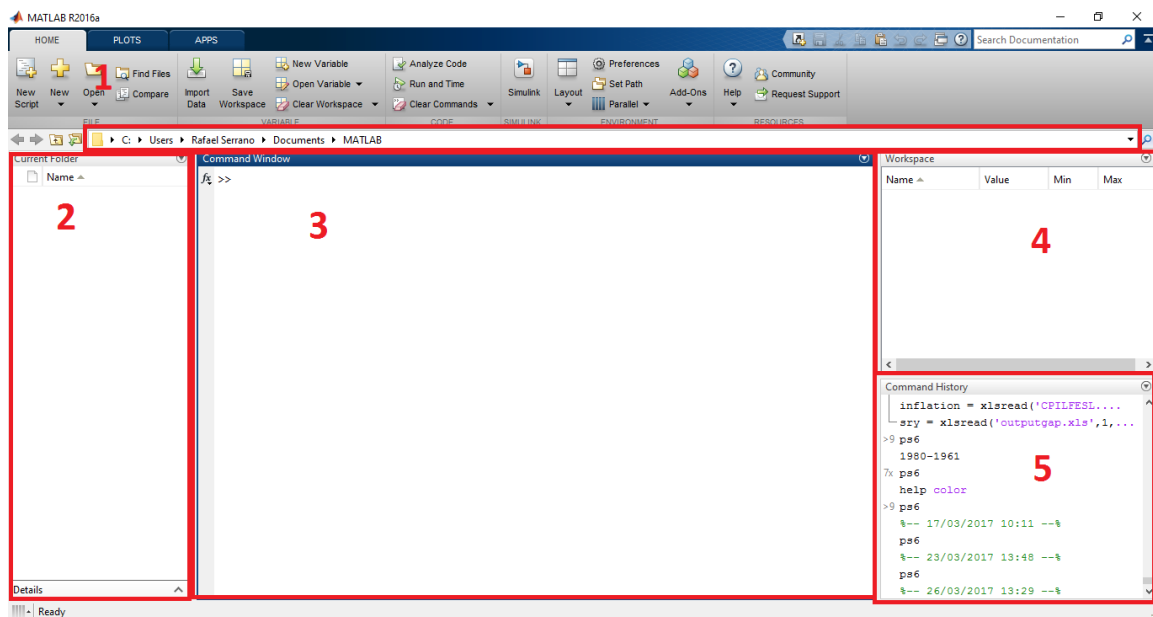 MATLAB R2016a
HOME PLOTS APPS Search Documentation
New Script New Open Find Files Compare Import Data Save Workspace New Variable Open Variable Clear Workspace Analyze Code Run and Time Clear Commands Simulink Layout Preferences Set Path Parallel Add-Ons Help Community Request Support
1
FILE VARIABLE CODE SIMULINK ENVIRONMENT RESOURCES
C: Users Rafael Serrano Documents MATLAB
Current Folder
Name
2
Details
Command Window
fx >>
3
Workspace
Name Value Min Max
4
Command History
inflation = xlsread('CPILFESL....
sry = xlsread('outputgap.xls',1,...
>9 ps6
1980-1961
7x ps6
help color
>9 ps6
%-- 17/03/2017 10:11 --%
ps6
%-- 23/03/2017 13:48 --%
ps6
%-- 26/03/2017 13:29 --%
5
Ready